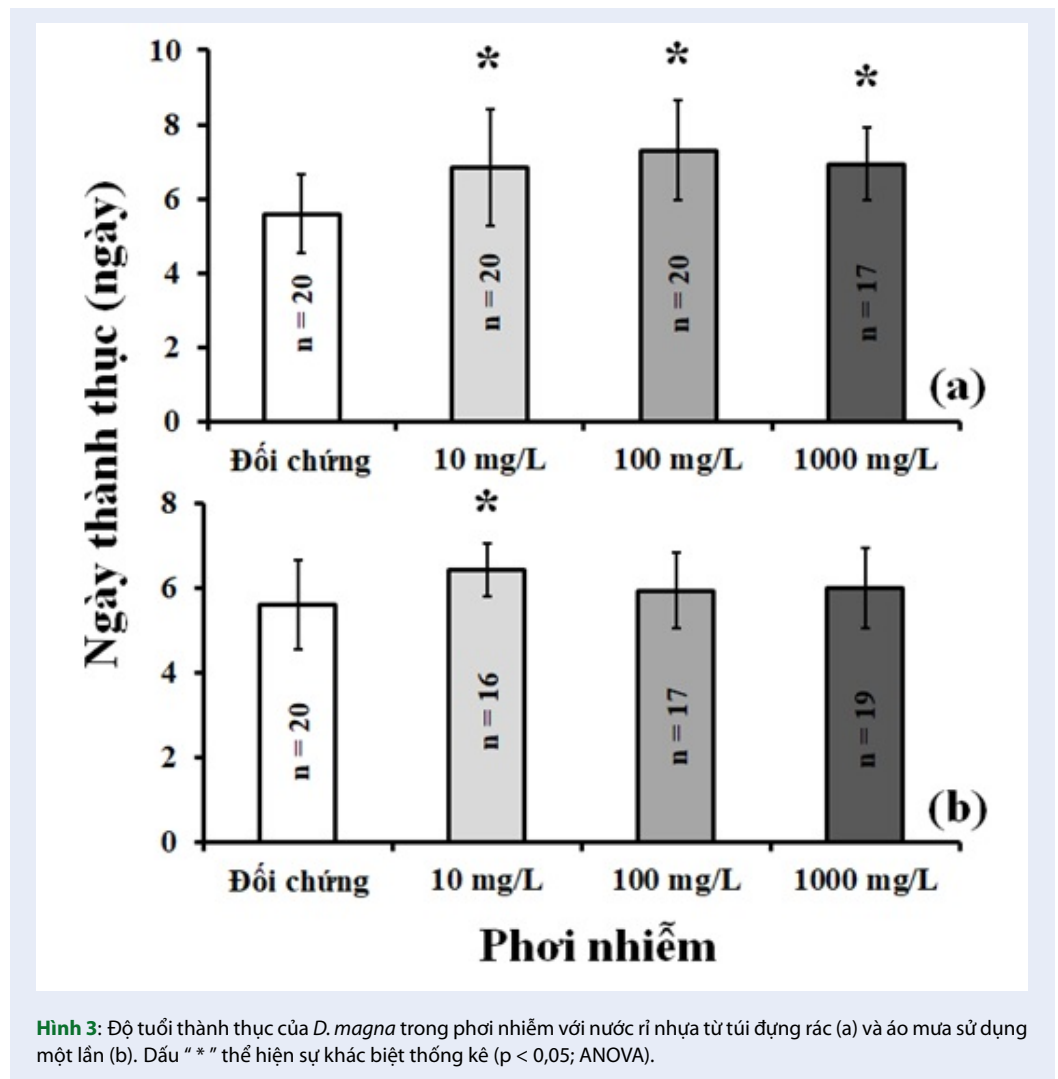 10
8
6
4
2
0
* * *
n = 20
n = 20
n = 20
n = 17
(a)
Đối chứng 10 mg/L 100 mg/L 1000 mg/L
Ngày thành thục (ngày)
8
6
4
2
0
*
n = 20
n = 16
n = 17
n = 19
(b)
Đối chứng 10 mg/L 100 mg/L 1000 mg/L
Phơi nhiễm
Hình 3: Độ tuổi thành thục của D. magna trong phơi nhiễm với nước rỉ nhựa từ túi đựng rác (a) và áo mưa sử dụng
một lần (b). Dấu “ * ” thể hiện sự khác biệt thống kê (p < 0,05; ANOVA).